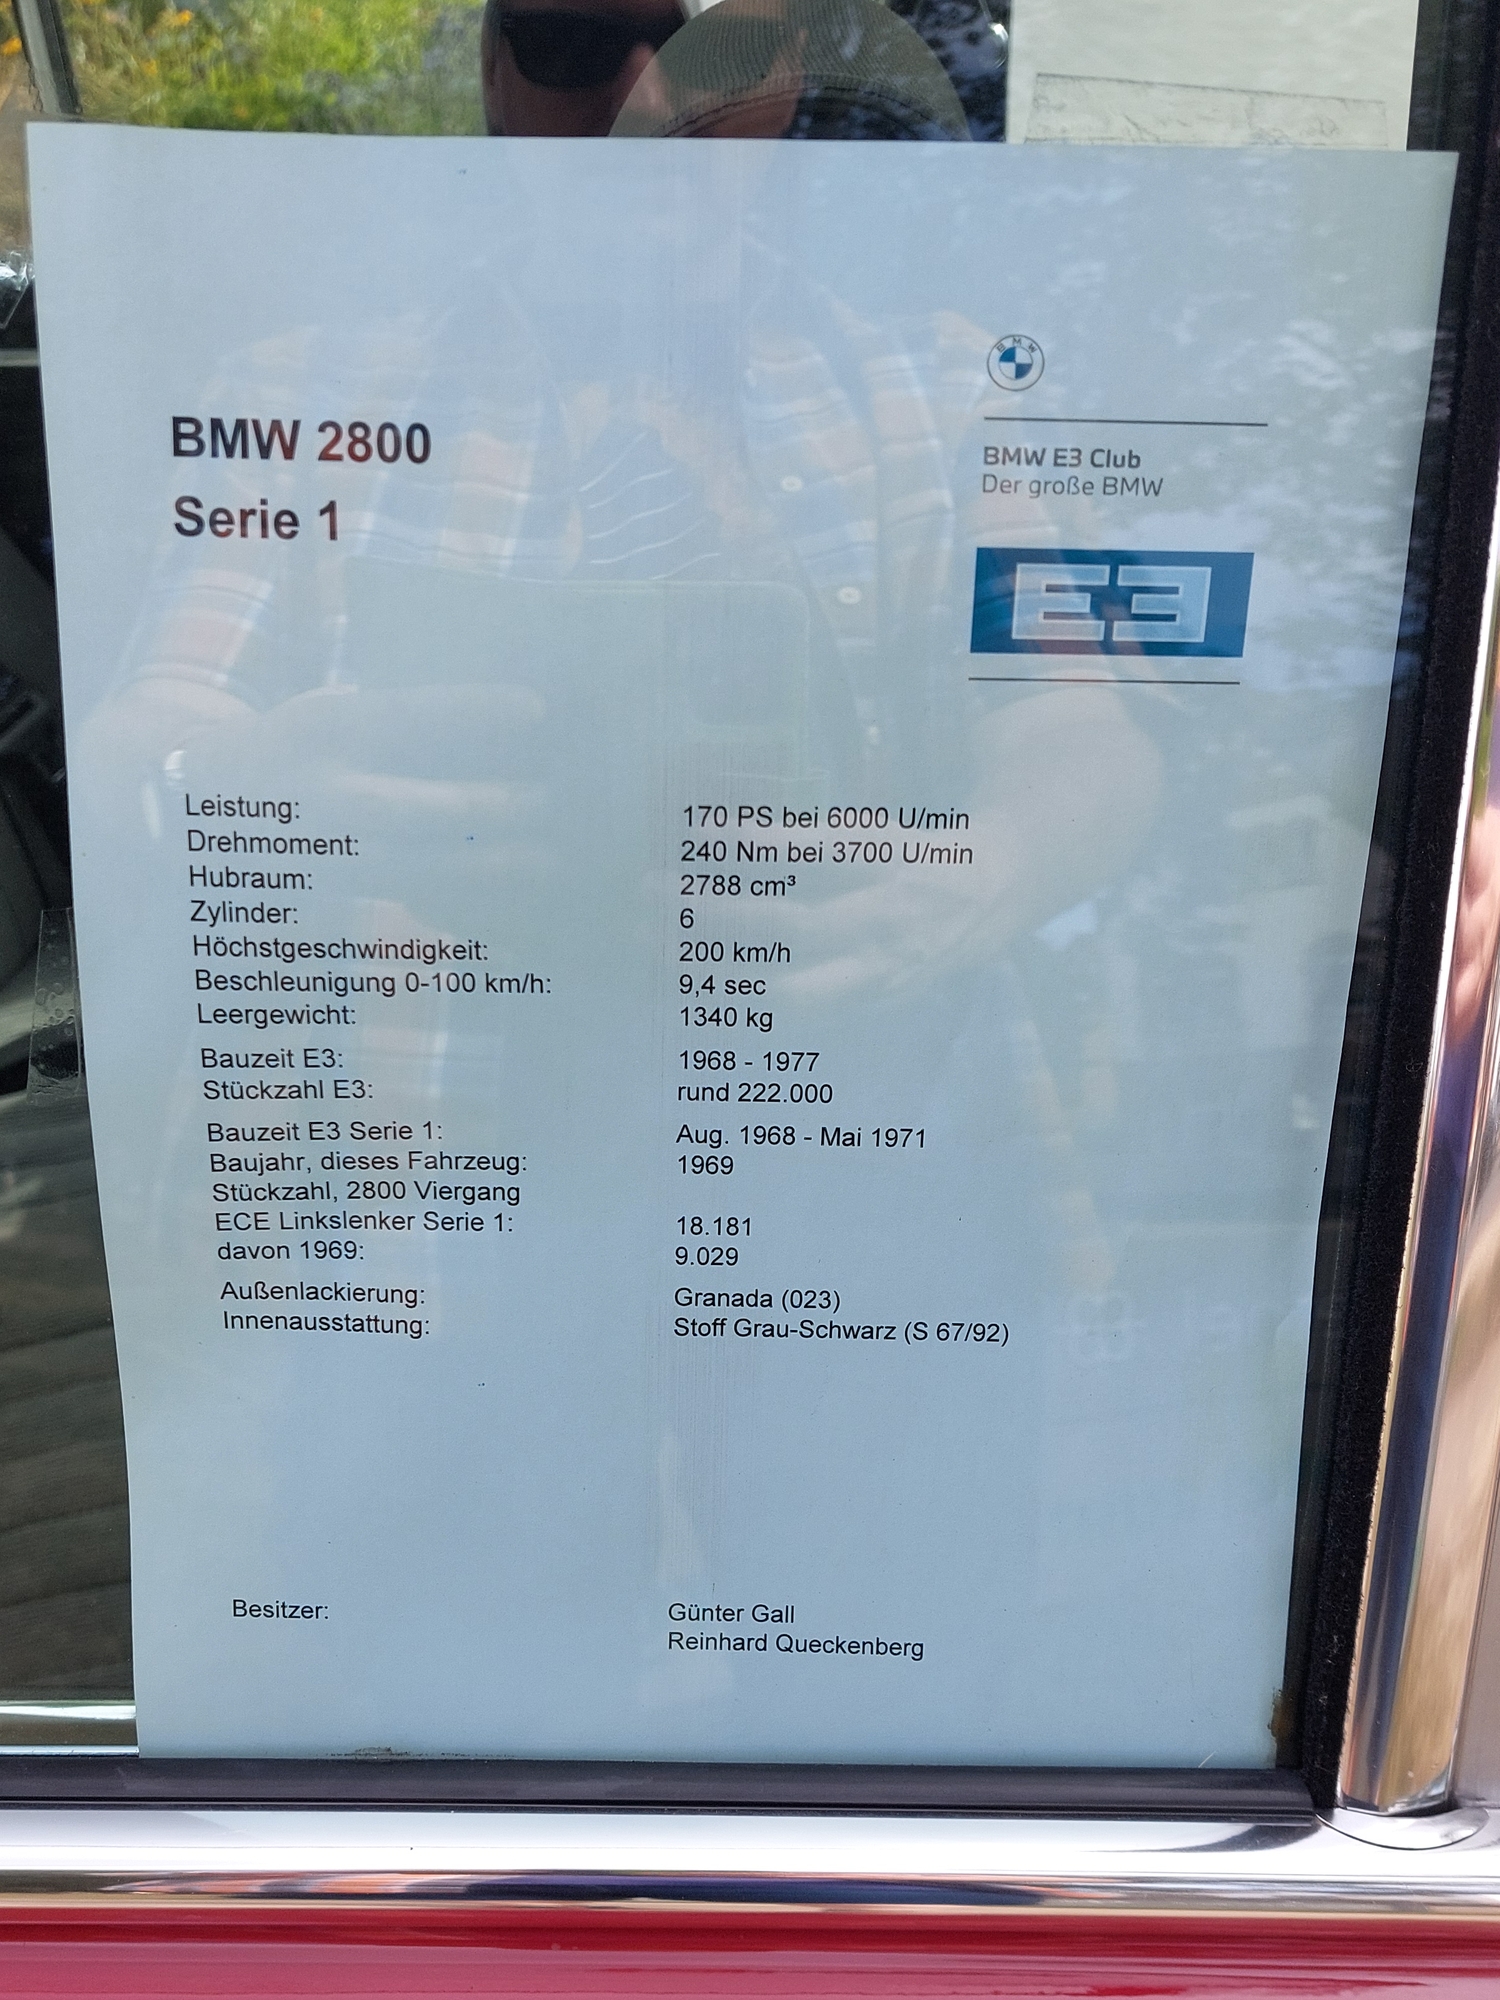 BMW
BMW 2800
Serie 1
BMW E3 Club
Der große BMW
E3
Leistung: 170 PS bei 6000 U/min
Drehmoment: 240 Nm bei 3700 U/min
Hubraum: 2788 cm³
Zylinder: 6
Höchstgeschwindigkeit: 200 km/h
Beschleunigung 0-100 km/h: 9,4 sec
Leergewicht: 1340 kg
Bauzeit E3: 1968 - 1977
Stückzahl E3: rund 222.000
Bauzeit E3 Serie 1: Aug. 1968 - Mai 1971
Baujahr, dieses Fahrzeug: 1969
Stückzahl, 2800 Viergang
ECE Linkslenker Serie 1: 18.181
davon 1969: 9.029
Außenlackierung: Granada (023)
Innenausstattung: Stoff Grau-Schwarz (S 67/92)
Besitzer: Günter Gall
Reinhard Queckenberg